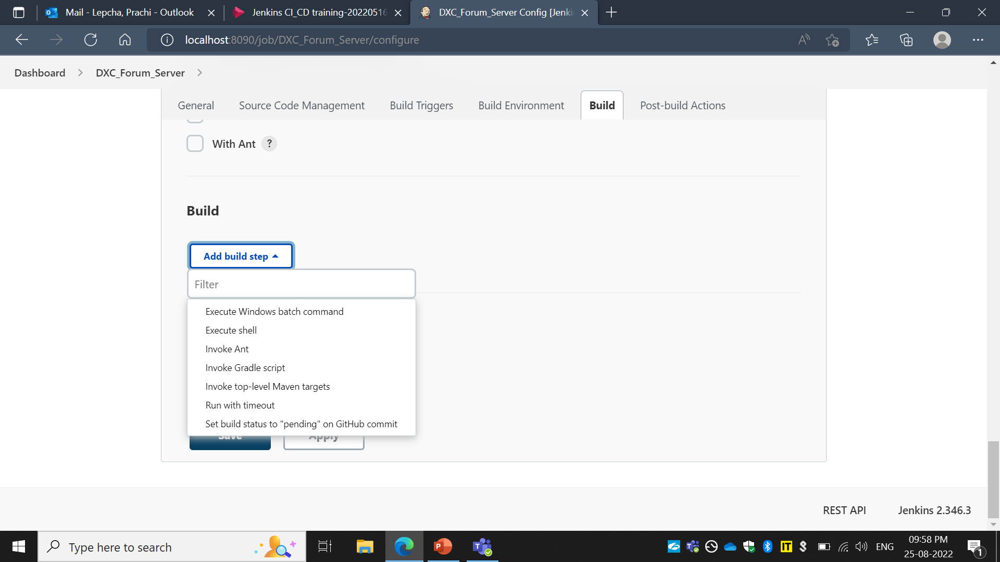 Mail - Lepcha, Prachi - Outlook
Jenkins CI_CD training-20220516
DXC_Forum_Server Config [Jenki
localhost:8090/job/DXC_Forum_Server/configure
Dashboard
DXC_Forum_Server
General
Source Code Management
Build Triggers
Build Environment
Build
Post-build Actions
With Ant ?
Build
Add build step
Filter
Execute Windows batch command
Execute shell
Invoke Ant
Invoke Gradle script
Invoke top-level Maven targets
Run with timeout
Set build status to "pending" on GitHub commit
Save
Apply
REST API
Jenkins 2.346.3
Type here to search
IT
ENG
09:58 PM
25-08-2022
1